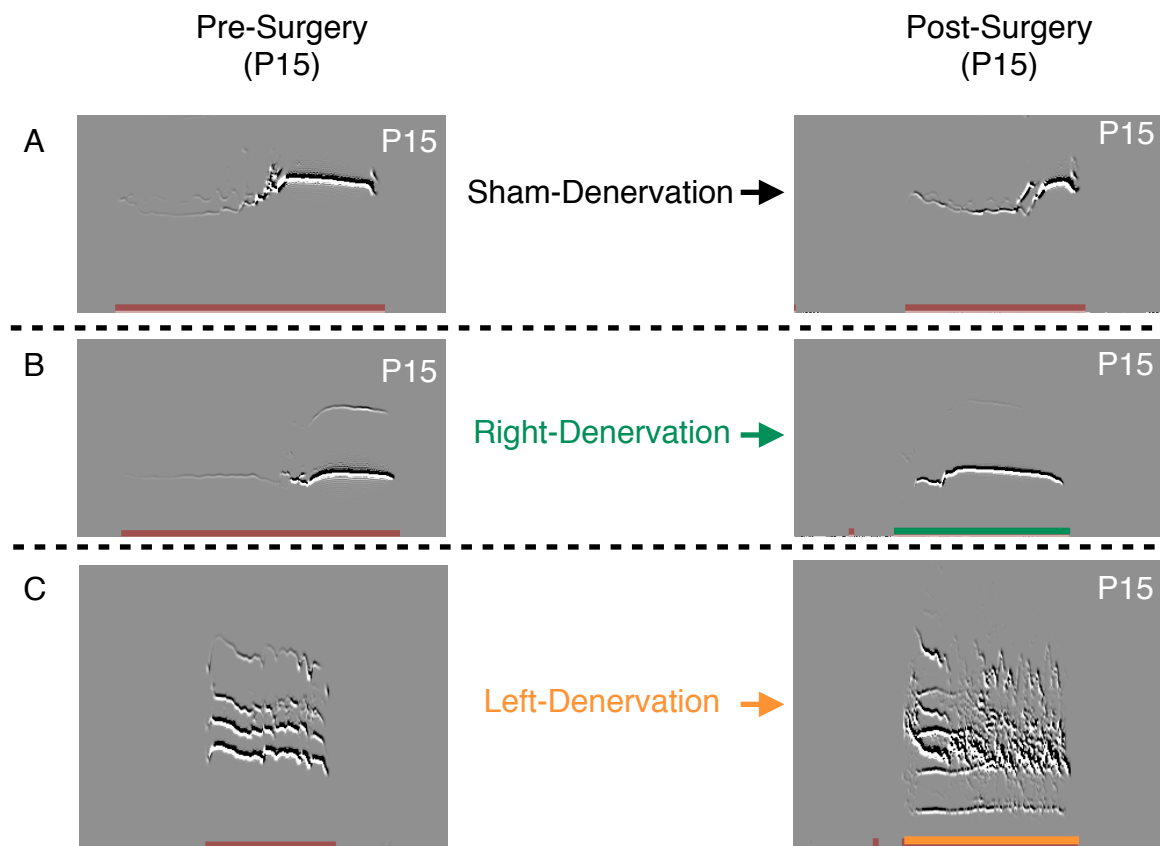 Pre-Surgery
(P15)
Post-Surgery
(P15)
A
P15
Sham-Denervation
P15
B
P15
Right-Denervation
P15
C
Left-Denervation
P15